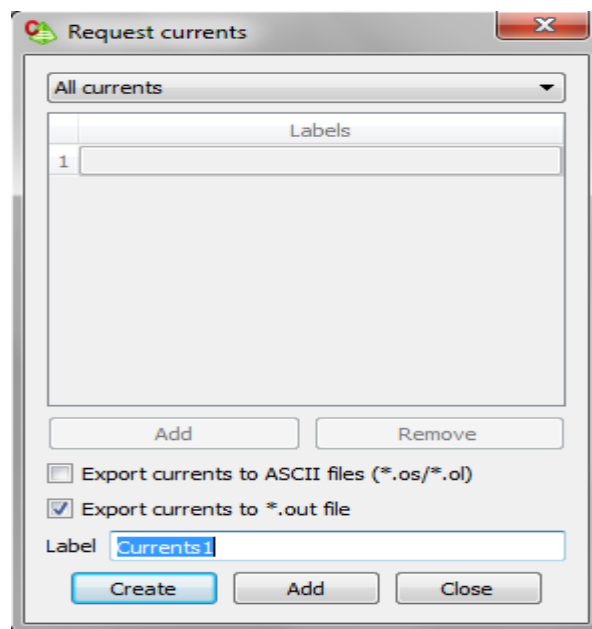 Request currents
All currents
Labels
1
Add Remove
Export currents to ASCII files (*.os/*.ol)
Export currents to *.out file
Label Currents1
Create Add Close